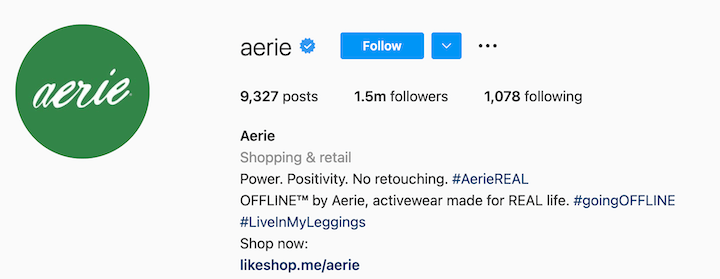 aerie
aerie Follow
9,327 posts 1.5m followers 1,078 following
Aerie
Shopping & retail
Power. Positivity. No retouching. #AerieREAL
OFFLINE™ by Aerie, activewear made for REAL life. #goingOFFLINE
#LiveInMyLeggings
Shop now:
likeshop.me/aerie